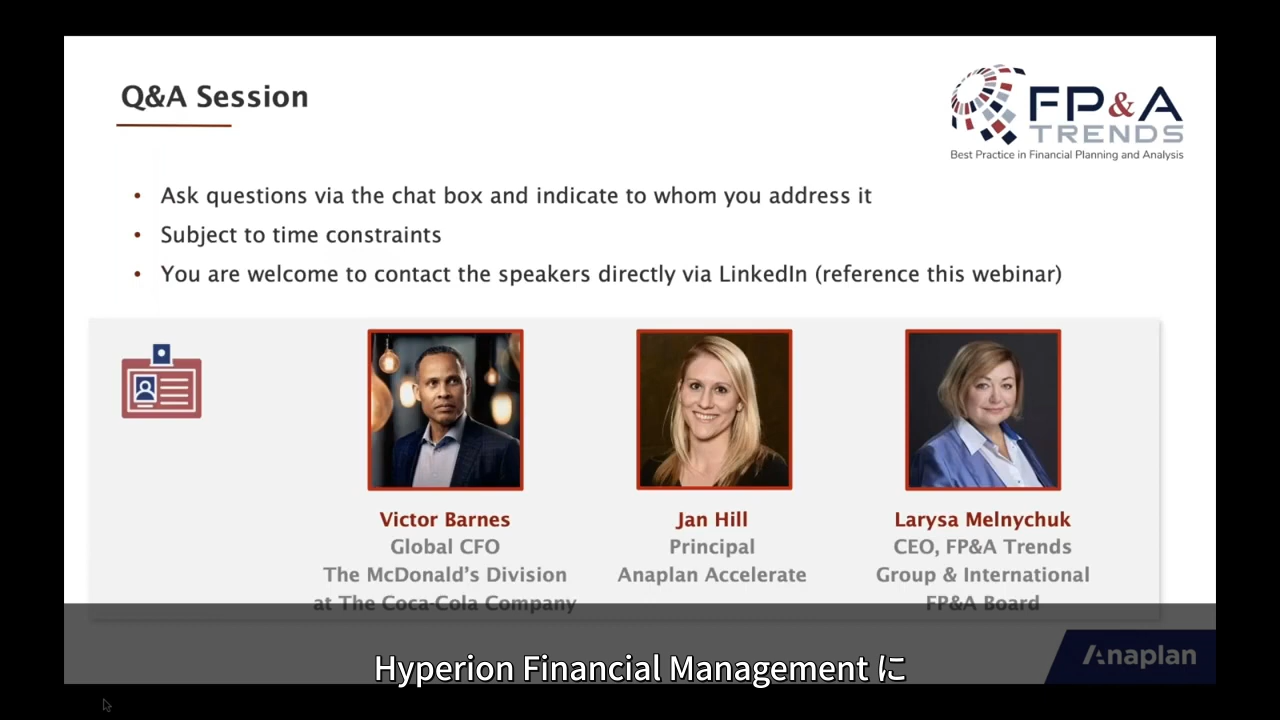 Q&A Session
FP&A
TRENDS
Best Practice in Financial Planning and Analysis
• Ask questions via the chat box and indicate to whom you address it
• Subject to time constraints
• You are welcome to contact the speakers directly via LinkedIn (reference this webinar)
Victor Barnes
Global CFO
The McDonald's Division
at The Coca-Cola Company
Jan Hill
Principal
Anaplan Accelerate
Larysa Melnychuk
CEO, FP&A Trends
Group & International
FP&A Board
Anaplan
Hyperion Financial Management に